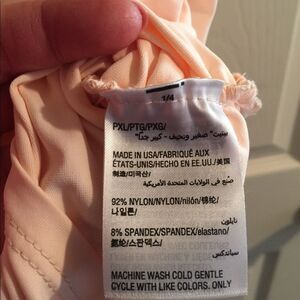 1/4
PXL/PTG/PXG/
MADE IN USA/FABRIQUÉ AUX
ÉTATS-UNIS/HECHO EN EE.UU./美国
制造/미국산/
صنع في الولايات المتحدة الأمريكية
92% NYLON/NYLON/nilón/锦纶/
나일론/
نايلون
8% SPANDEX/SPANDEX/elastano/
氨纶/스판덱스/
سباندكس
MACHINE WASH COLD GENTLE
CYCLE WITH LIKE COLORS. ONLY